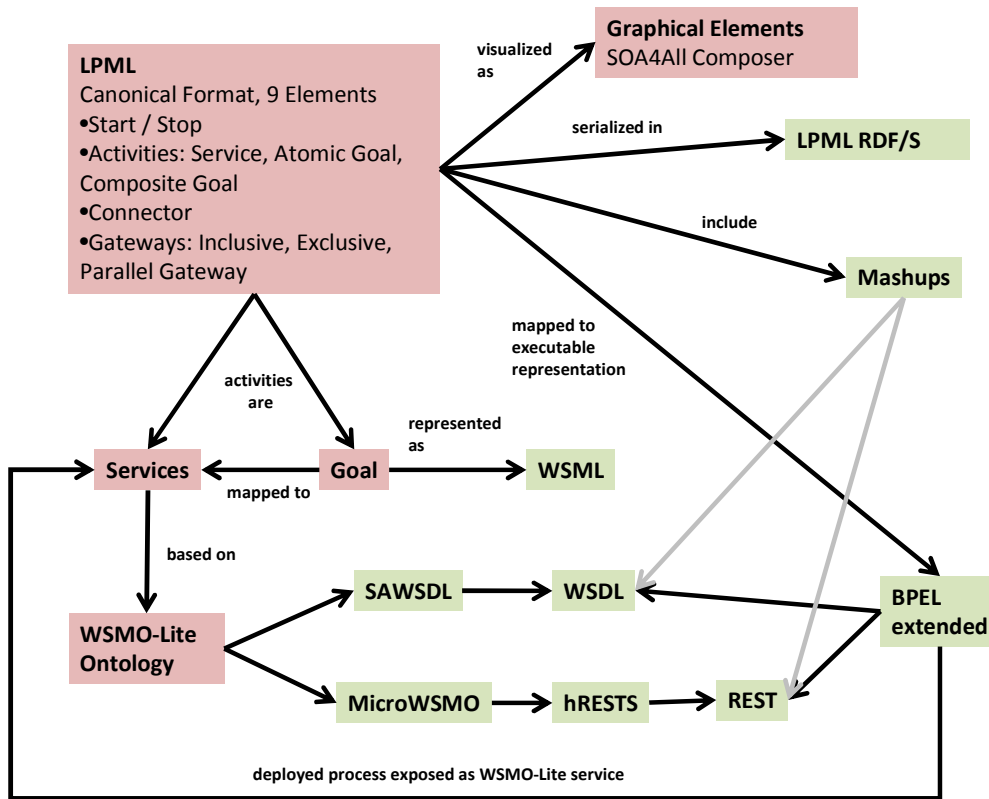 LPML
Canonical Format, 9 Elements
•Start / Stop
•Activities: Service, Atomic Goal,
Composite Goal
•Connector
•Gateways: Inclusive, Exclusive,
Parallel Gateway
visualized
as
Graphical Elements
SOA4All Composer
serialized in
LPML RDF/S
include
Mashups
mapped to
executable
representation
activities
are
represented
as
Services
Goal
WSML
mapped to
based on
SAWSDL
WSDL
BPEL
extended
WSMO-Lite
Ontology
MicroWSMO
hRESTS
REST
deployed process exposed as WSMO-Lite service